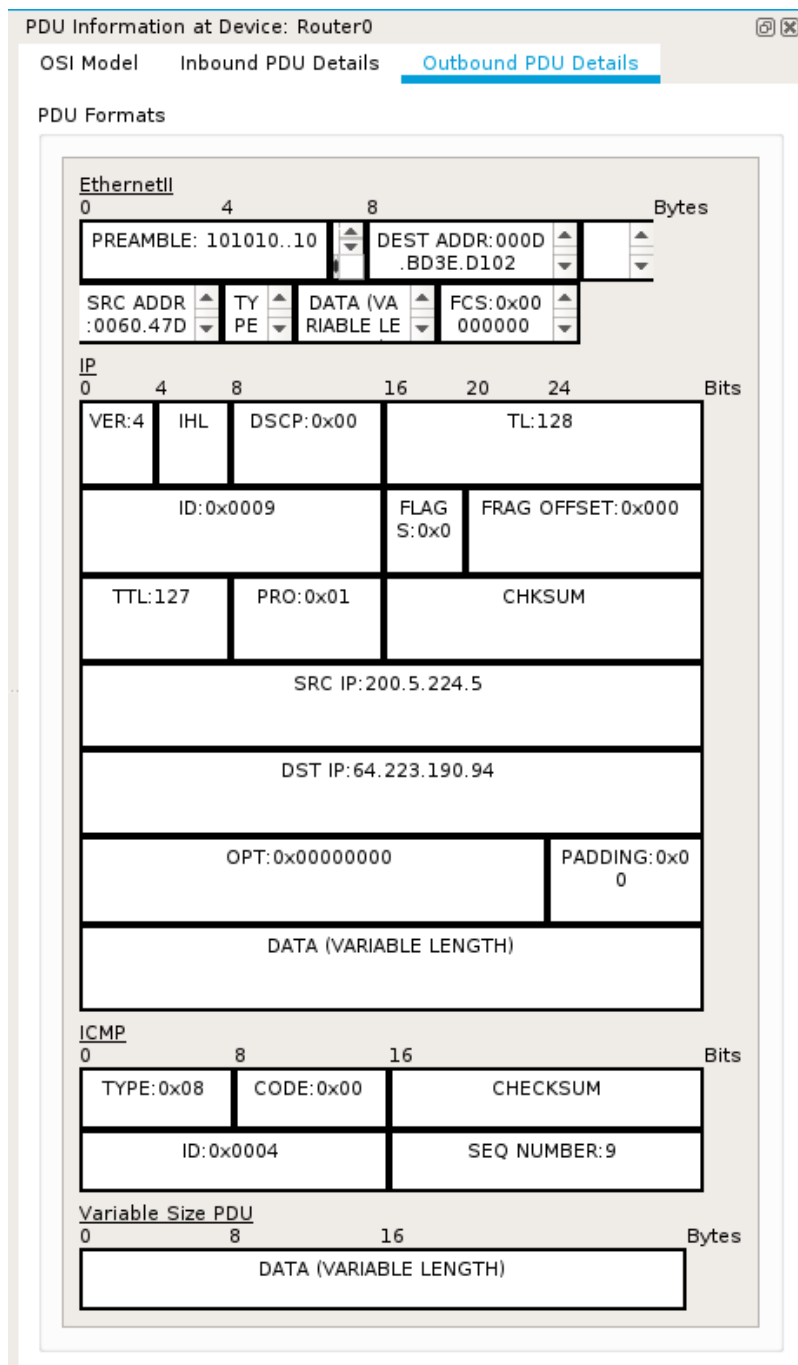 PDU Information at Device: Router0
OSI Model Inbound PDU Details Outbound PDU Details
PDU Formats
EthernetII
0 4 8 Bytes
PREAMBLE: 101010..10 DEST ADDR:000D
.BD3E.D102
SRC ADDR TY DATA (VA FCS:0x00
:0060.47D PE RIABLE LE 000000
IP
0 4 8 16 20 24 Bits
VER:4 IHL DSCP:0x00 TL:128
ID:0x0009 FLAG FRAG OFFSET:0x000
S:0x0
TTL:127 PRO:0x01 CHKSUM
SRC IP:200.5.224.5
DST IP:64.223.190.94
OPT:0x00000000 PADDING:0x0
0
DATA (VARIABLE LENGTH)
ICMP
0 8 16 Bits
TYPE:0x08 CODE:0x00 CHECKSUM
ID:0x0004 SEQ NUMBER:9
Variable Size PDU
0 8 16 Bytes
DATA (VARIABLE LENGTH)